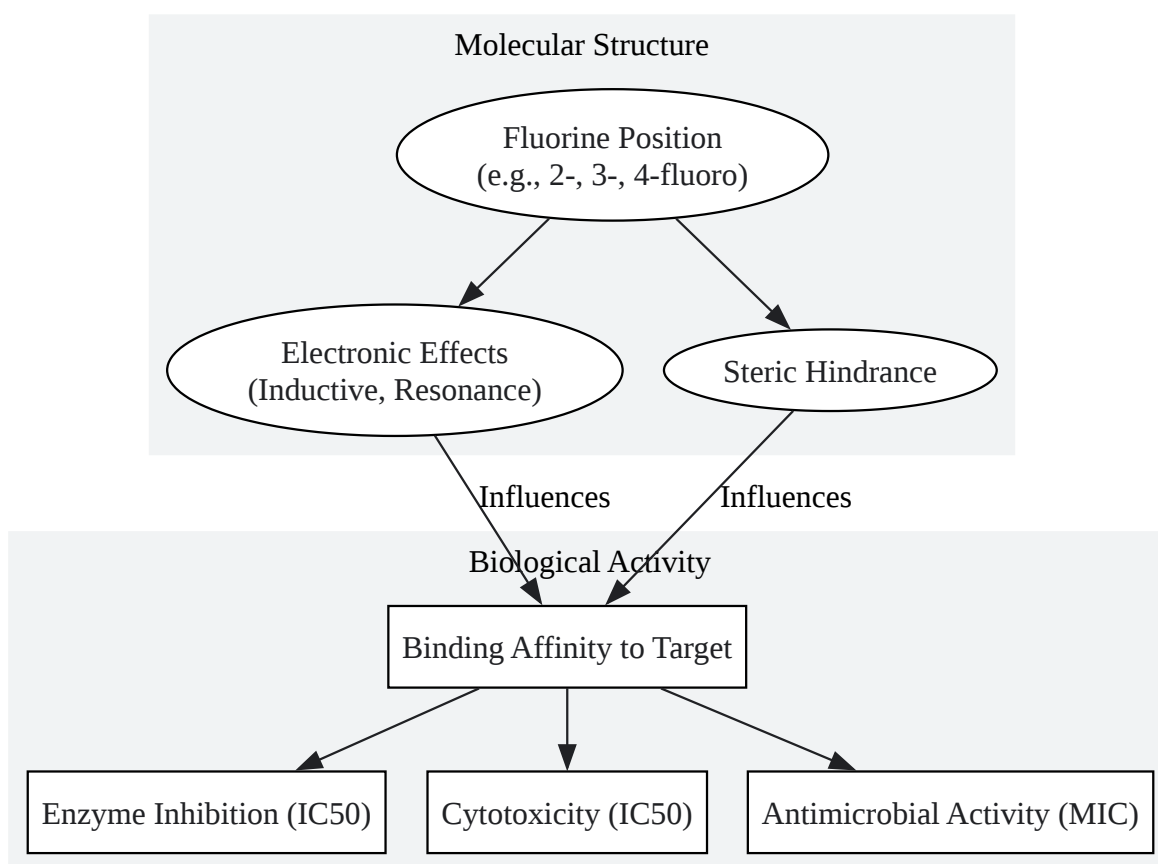 Molecular Structure
Fluorine Position
(e.g., 2-, 3-, 4-fluoro)
Electronic Effects
(Inductive, Resonance)
Steric Hindrance
Influences
Influences
Biological Activity
Binding Affinity to Target
Enzyme Inhibition (IC50)
Cytotoxicity (IC50)
Antimicrobial Activity (MIC)